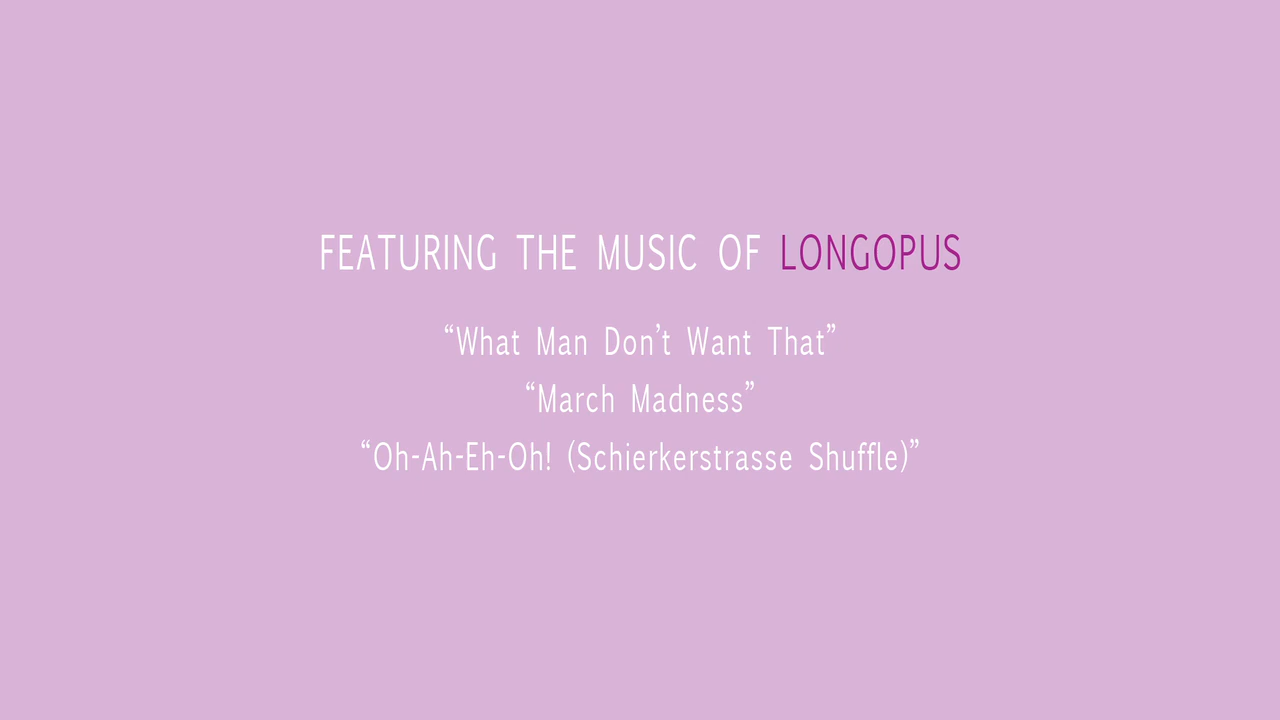 FEATURING THE MUSIC OF LONGOPUS
“What Man Don’t Want That”
“March Madness”
“Oh-Ah-Eh-Oh! (Schierkerstrasse Shuffle)”